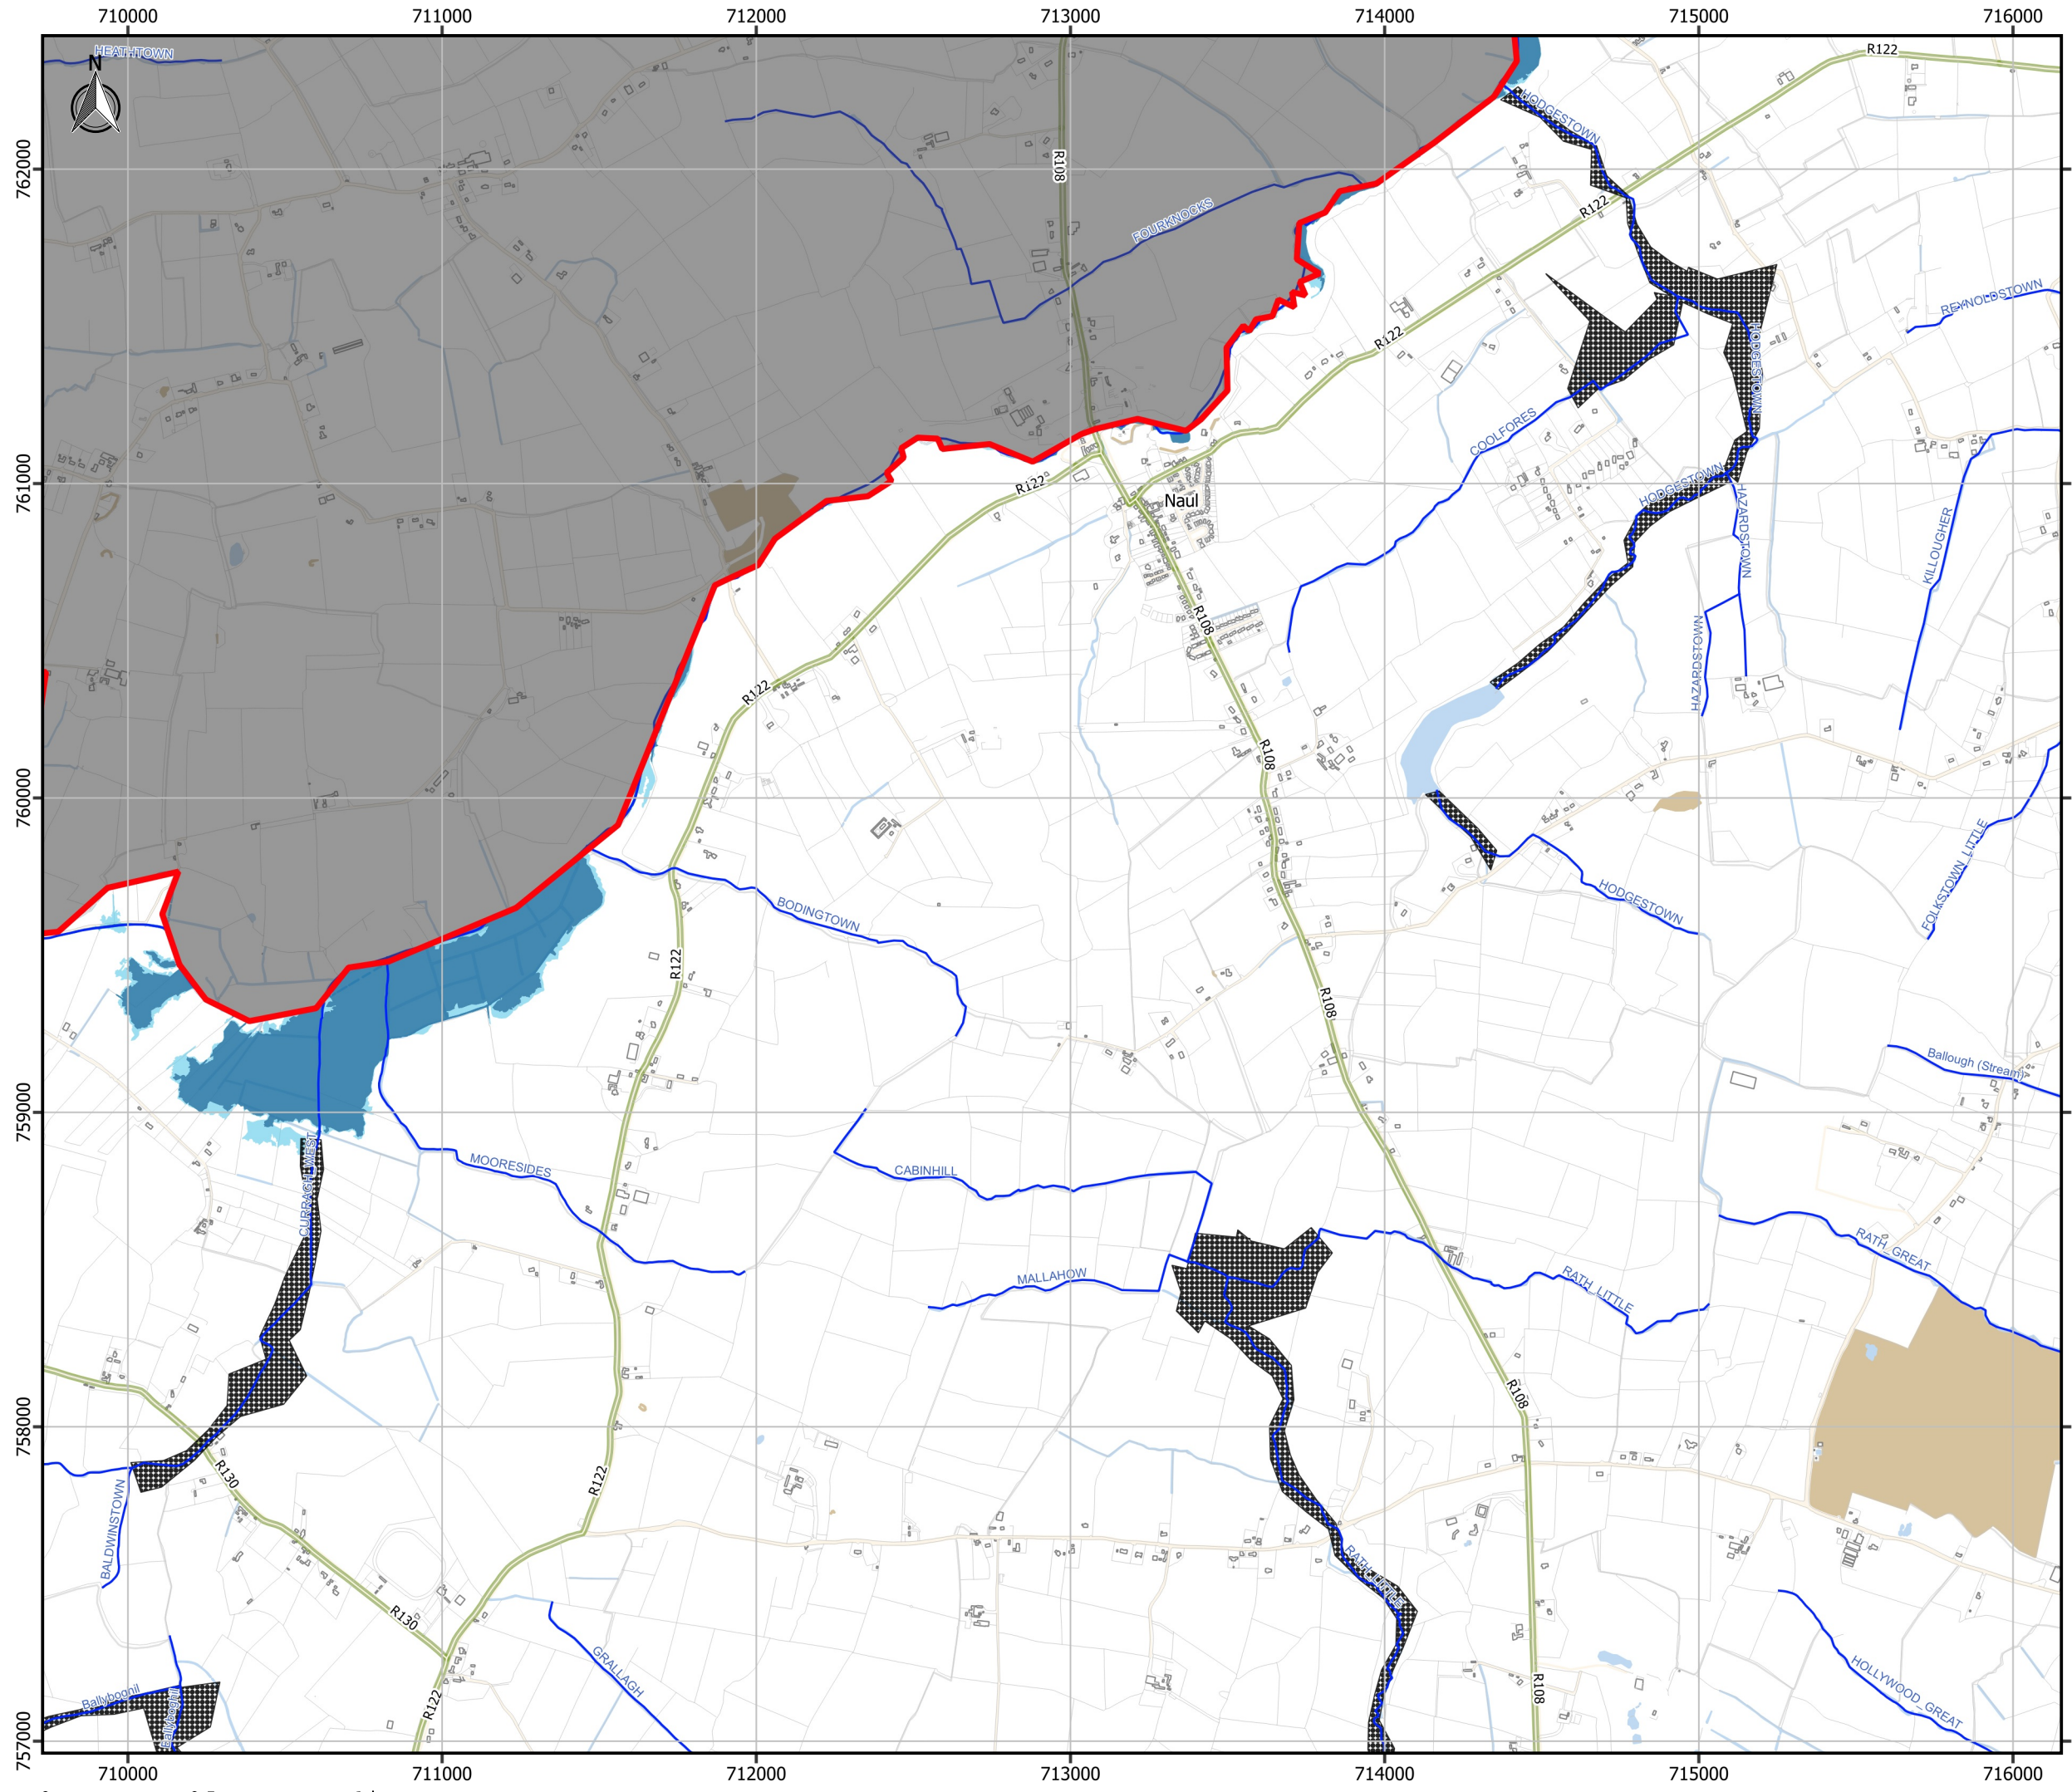 710000 711000 712000 713000 714000 715000 716000
HEATHTOWN
R122
N
HODGESTOWN
762000
R108
R122
FOURKNOCKS
REYNOLDSTOWN
R122
HODGESTOWN
COOLFORES
761000
R122
Naul
HODGESTOWN
HAZARDSTOWN
KILLOUGHER
R108
HAZARDSTOWN
R122
R108
760000
FOLKSTOWN_LITTLE
HODGESTOWN
BODINGTOWN
R122
R108
Ballough (Stream)
759000
CURRAGH_WEST
MOORESIDES
CABINHILL
RATH_GREAT
MALLAHOW
RATH_LITTLE
R108
758000
R130
R122
BALDWINSTOWN
RATH_LITTLE
R130
GRALLAGH
HOLLYWOOD_GREAT
Ballyboghil
R122
Ballyboghil
R108
757000
710000 711000 712000 713000 714000 715000 716000